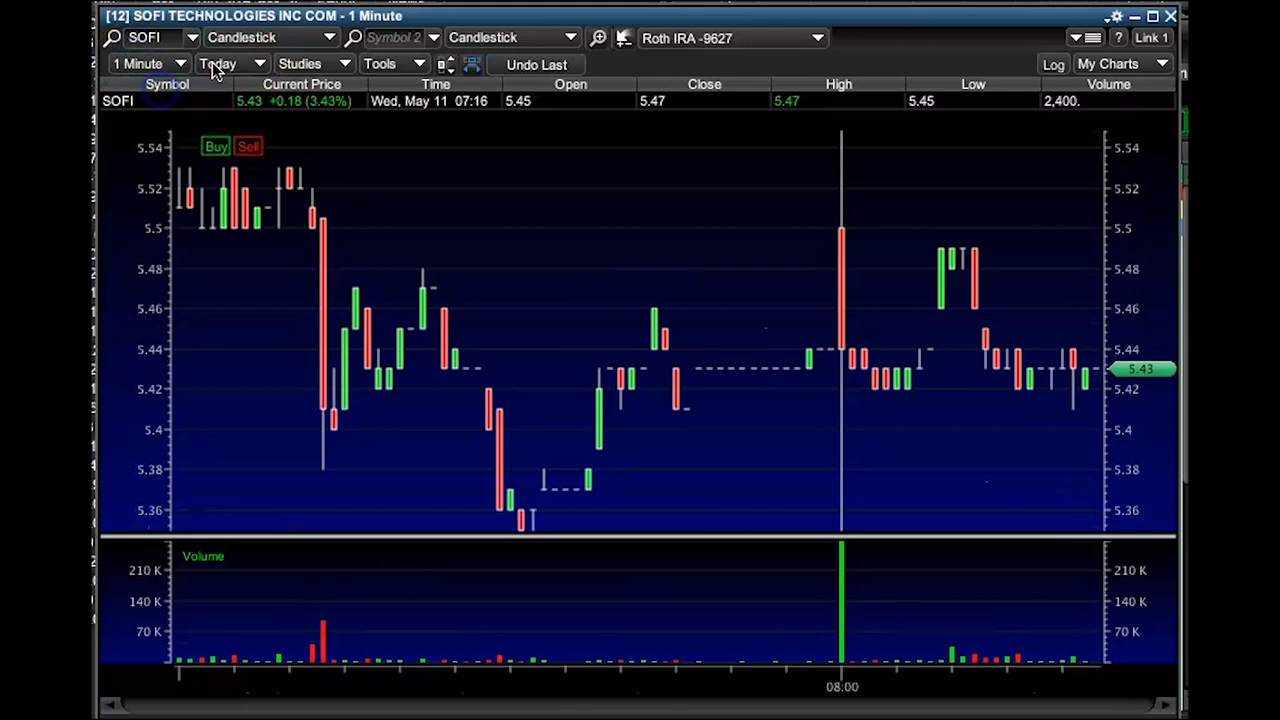 [12] SOFI TECHNOLOGIES INC COM - 1 Minute
SOFI Candlestick Symbol 2 Candlestick Roth IRA -9627 ? Link 1
1 Minute Today Studies Tools Undo Last Log My Charts
Symbol Current Price Time Open Close High Low Volume
SOFI 5.43 +0.18 (3.43%) Wed, May 11 07:16 5.45 5.47 5.47 5.45 2,400.
Buy Sell
5.54 5.54
5.52 5.52
5.5 5.5
5.48 5.48
5.46 5.46
5.44 5.44
5.43
5.42 5.42
5.4 5.4
5.38 5.38
5.36 5.36
Volume
210 K 210 K
140 K 140 K
70 K 70 K
08:00